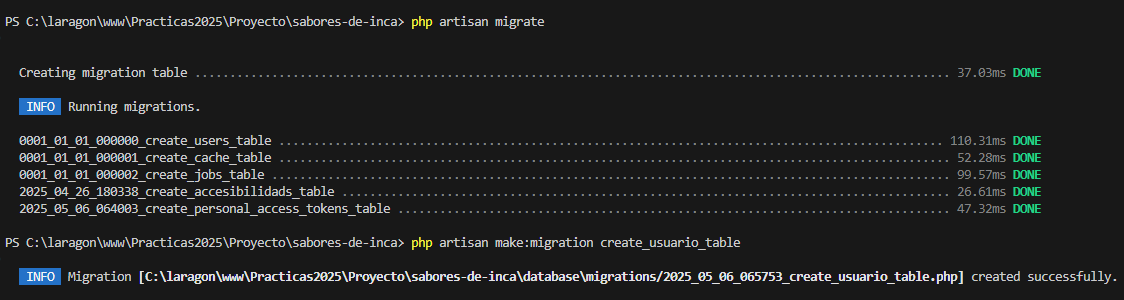 PS C:\laragon\www\Practicas2025\Proyecto\sabores-de-inca> php artisan migrate
Creating migration table ........................................................................................................... 37.03ms DONE
INFO Running migrations.
0001_01_01_000000_create_users_table ............................................................................................... 110.31ms DONE
0001_01_01_000001_create_cache_table ............................................................................................... 52.28ms DONE
0001_01_01_000002_create_jobs_table ................................................................................................ 99.57ms DONE
2025_04_26_180338_create_accesibilidads_table ...................................................................................... 26.61ms DONE
2025_05_06_064003_create_personal_access_tokens_table .............................................................................. 47.32ms DONE
PS C:\laragon\www\Practicas2025\Proyecto\sabores-de-inca> php artisan make:migration create_usuario_table
INFO Migration [C:\laragon\www\Practicas2025\Proyecto\sabores-de-inca\database\migrations/2025_05_06_065753_create_usuario_table.php] created successfully.